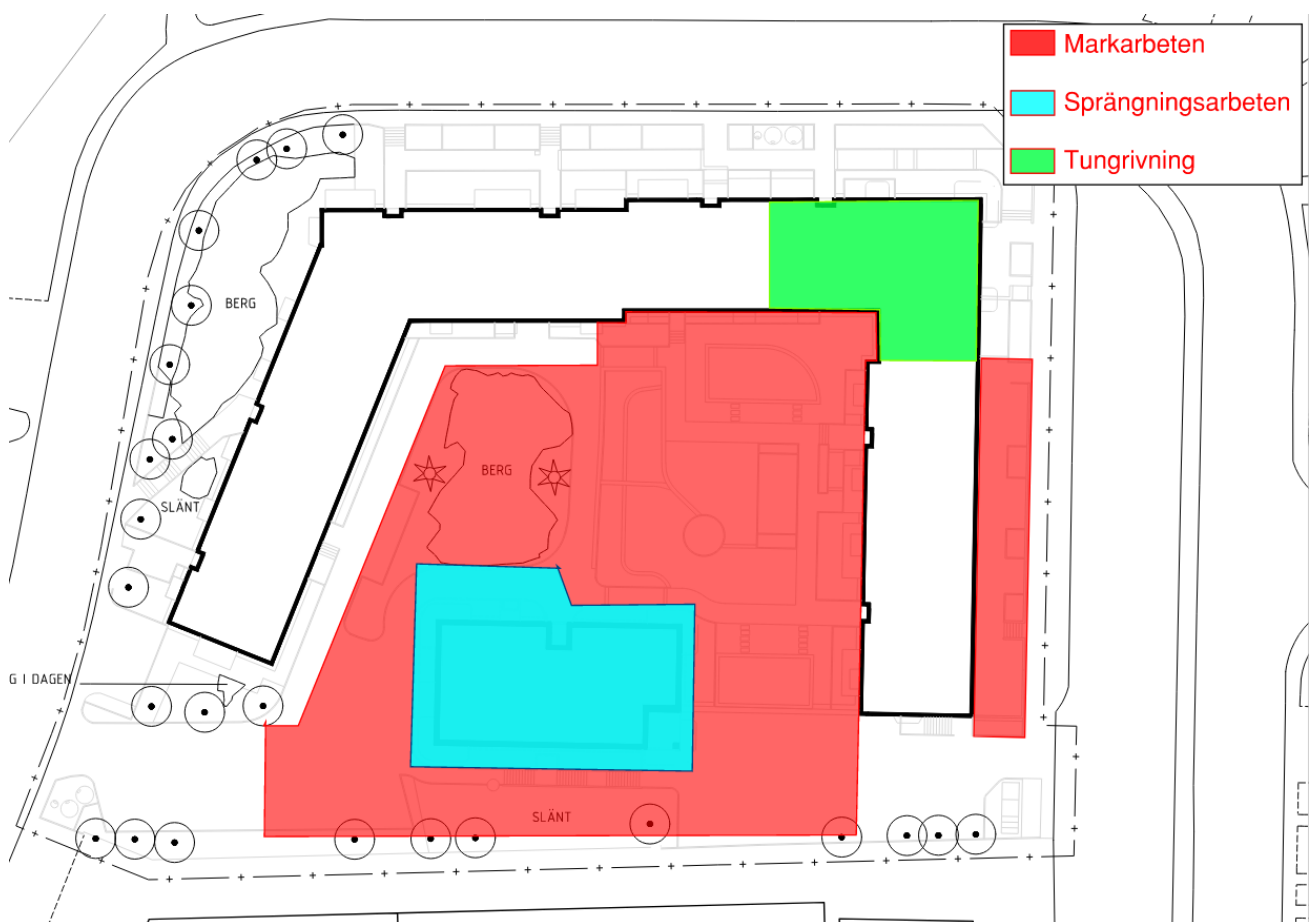 Markarbeten
Sprängningsarbeten
Tungrivning
BERG
BERG
SLÄNT
G I DAGEN
SLÄNT